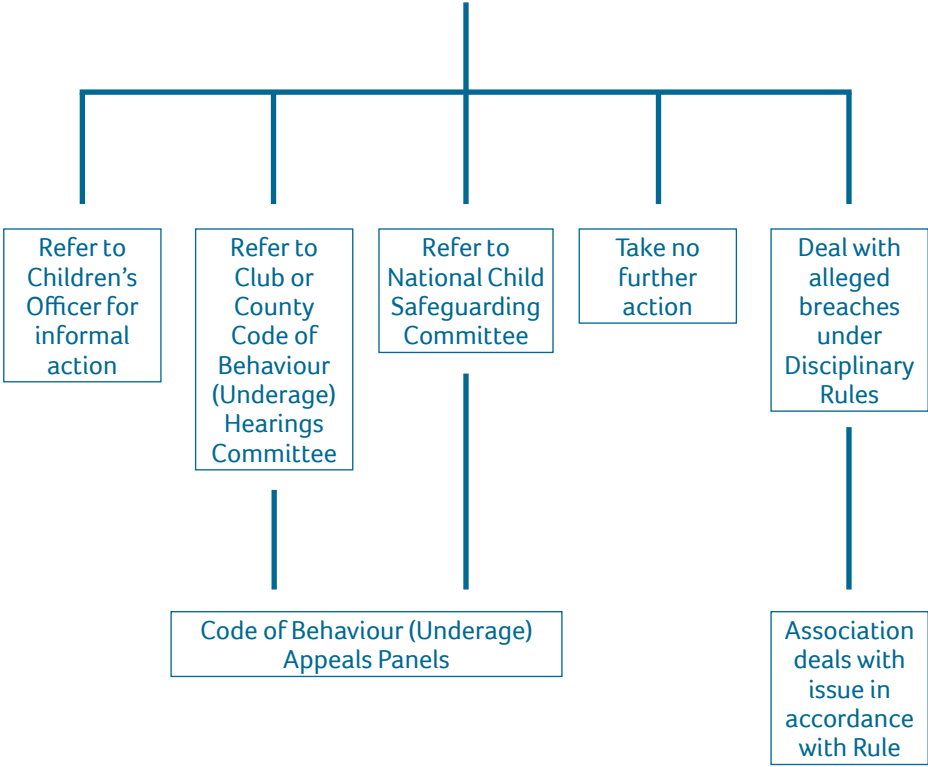 Refer to
Children’s
Officer for
informal
action
Refer to
Club or
County
Code of
Behaviour
(Underage)
Hearings
Committee
Refer to
National Child
Safeguarding
Committee
Take no
further
action
Deal with
alleged
breaches
under
Disciplinary
Rules
Code of Behaviour (Underage)
Appeals Panels
Association
deals with
issue in
accordance
with Rule